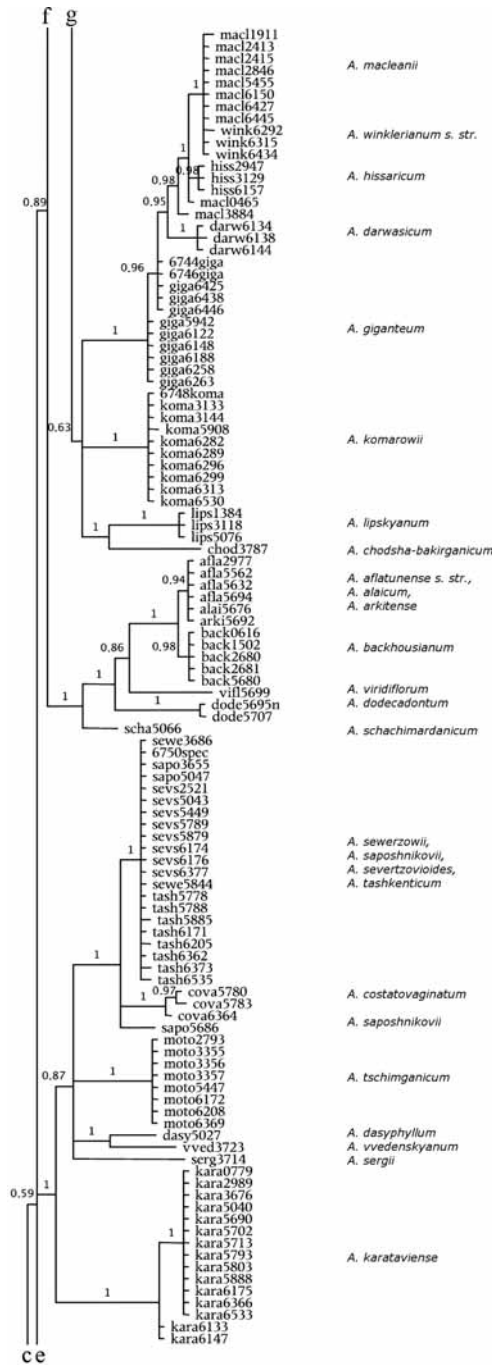 f g
macl1911
macl2413
macl2415 A. macleanii
macl2846
macl5455
1
macl6150
macl6427
macl6445
wink6292 A. winklerianum s. str.
wink6315
wink6434
0,98 hiss2947
0,98 hiss3129 A. hissaricum
hiss6157
0,89
0,95 macl0465
macl3884
1 darw6134
darw6138 A. darwasicum
darw6144
6744giga
0,96 6746giga
giga6425
giga6438
giga6446
giga5942
giga6122 A. giganteum
1 giga6148
giga6188
giga6258
giga6263
6748koma
koma3133
koma3144
0,63 koma5908
1 koma6282 A. komarowii
koma6289
koma6296
koma6299
koma6313
koma6530
1 lips1384
lips3118 A. lipskyanum
1 lips5076
chod3787 A. chodsha-bakirganicum
afla2977
0,94 afla5562 A. aflatunense s. str.,
afla5632 A. alaicum,
afla5694 A. arkitense
1 alai5676
arki5692
back0616
0,86 0,98 back1502 A. backhousianum
back2680
back2681
back5680
1 vifl5699 A. viridiflorum
1 dode5695n A. dodecadontum
dode5707
scha5066 A. schachimardanicum
sewe3686
6750spec
sapo3655
sapo5047
sevs2521
sevs5043
sevs5449
sevs5789
sevs5879 A. sewerzowii,
1 sevs6174 A. saposhnikovii,
sevs6176 A. severtzovioides,
sevs6377 A. tashkenticum
sewe5844
tash5778
tash5788
tash5885
1 tash6171
tash6205
tash6362
tash6373
tash6535
0,97 cova5780 A. costatovaginatum
1 cova5783
cova6364
sapo5686 A. saposhnikovii
moto2793
moto3355
0,87 moto3356
1 moto3357 A. tschimganicum
moto5447
moto6172
moto6208
moto6369
1 dasy5027 A. dasyphyllum
vved3723 A. vvedenskyanum
serg3714 A. sergii
kara0779
0,59 1 kara2989
kara3676
kara5040
kara5690
1 kara5702
kara5713
kara5793 A. karataviense
kara5803
kara5888
1 kara6175
kara6366
kara6533
kara6133
kara6147
c e